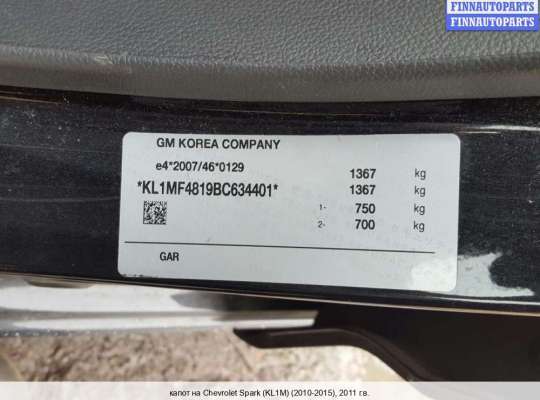 FINNAUTOPARTS
FINNAUTOPARTS
GM KOREA COMPANY
e4*2007/46*0129
1367 kg
*KL1MF4819BC634401* 1367 kg
1- 750 kg
2- 700 kg
GAR
капот на Chevrolet Spark (KL1M) (2010-2015), 2011 г.в.